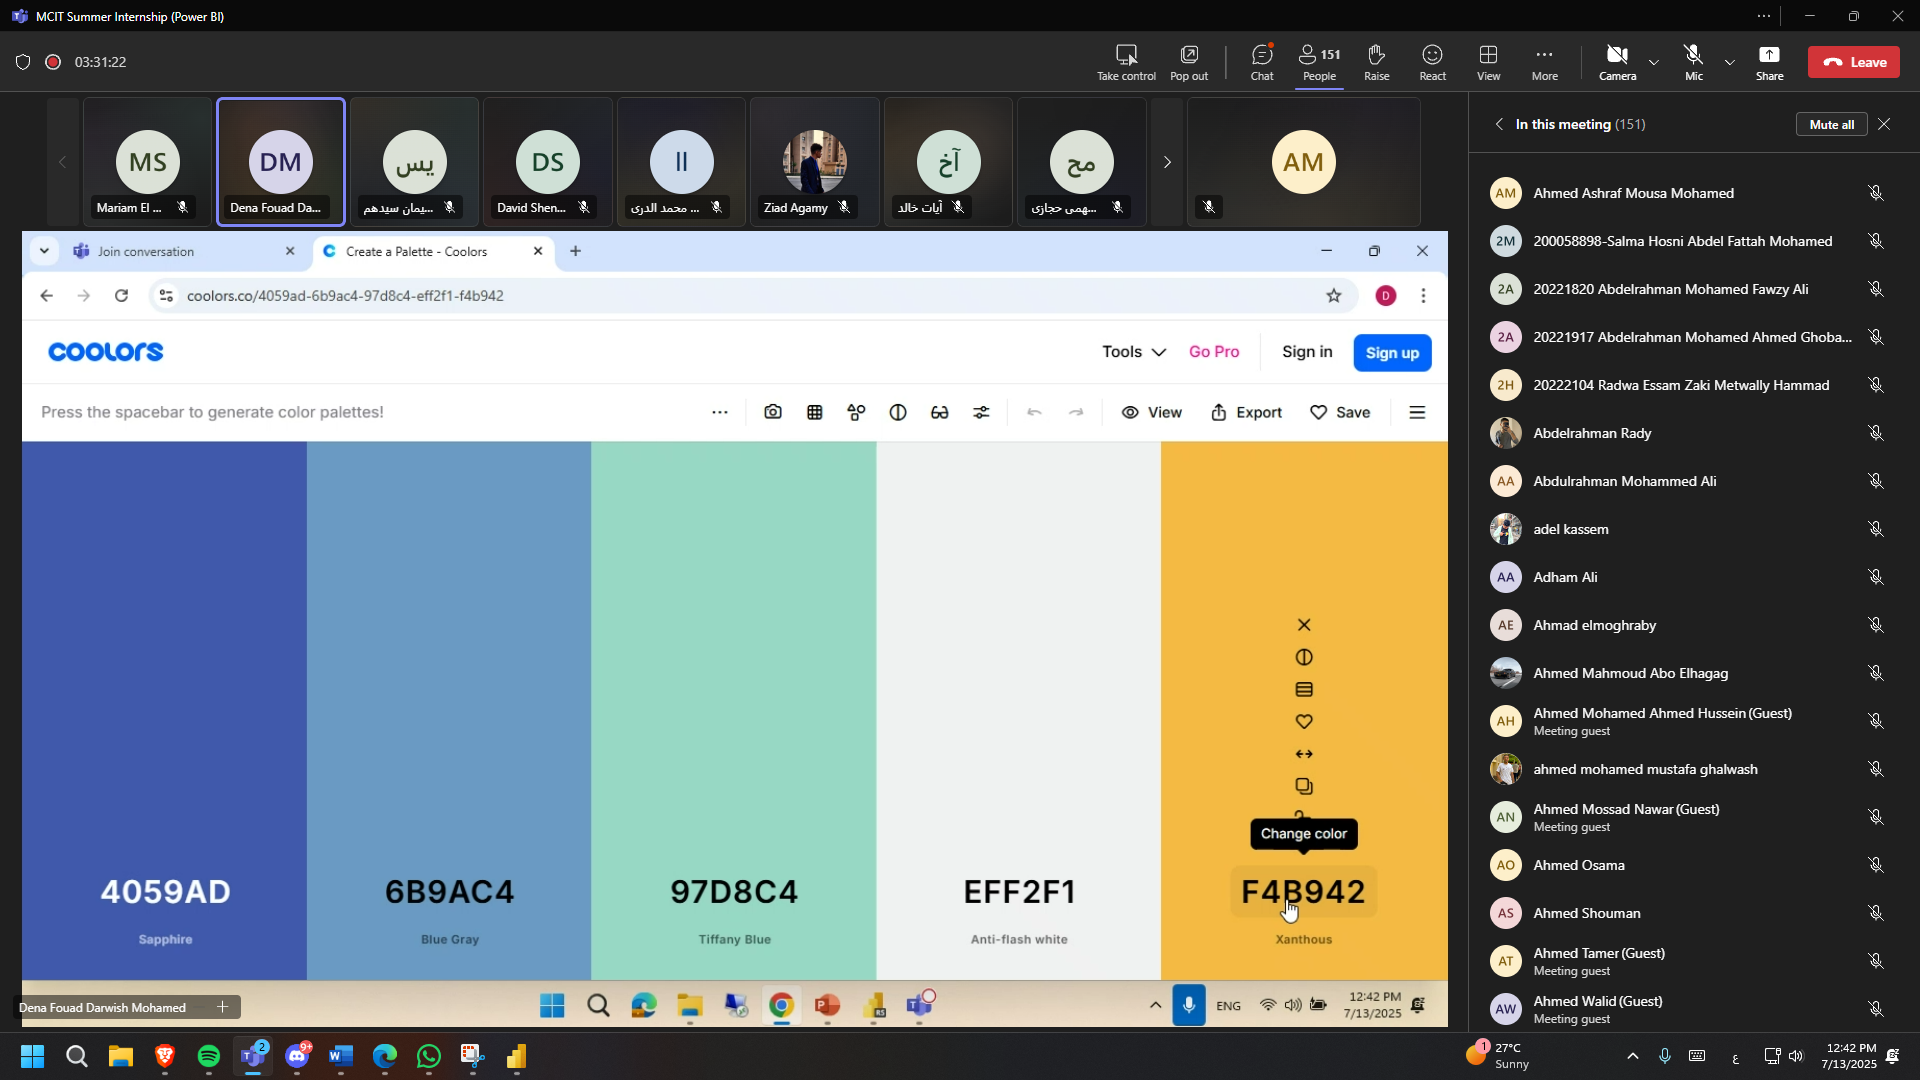 MCIT Summer Internship (Power BI)
03:31:22
Take control
Pop out
Chat
151
People
Raise
React
View
More
Camera
Mic
Share
Leave
MS
Mariam El ...
DM
Dena Fouad Da...
يس
...يمان سيدهم
DS
David Shen...
اا
... محمد الدرى
Ziad Agamy
آخ
آيات خالد
مح
...همى حجازى
AM
In this meeting (151)
Mute all
AM
Ahmed Ashraf Mousa Mohamed
2M
200058898-Salma Hosni Abdel Fattah Mohamed
2A
20221820 Abdelrahman Mohamed Fawzy Ali
2A
20221917 Abdelrahman Mohamed Ahmed Ghoba...
2H
20222104 Radwa Essam Zaki Metwally Hammad
Abdelrahman Rady
AA
Abdulrahman Mohammed Ali
adel kassem
AA
Adham Ali
AE
Ahmad elmoghraby
Ahmed Mahmoud Abo Elhagag
AH
Ahmed Mohamed Ahmed Hussein (Guest)
Meeting guest
ahmed mohamed mustafa ghalwash
AN
Ahmed Mossad Nawar (Guest)
Meeting guest
AO
Ahmed Osama
AS
Ahmed Shouman
AT
Ahmed Tamer (Guest)
Meeting guest
AW
Ahmed Walid (Guest)
Meeting guest
Join conversation
Create a Palette - Coolors
coolors.co/4059ad-6b9ac4-97d8c4-eff2f1-f4b942
D
coolors
Tools
Go Pro
Sign in
Sign up
Press the spacebar to generate color palettes!
View
Export
Save
Change color
4059AD
6B9AC4
97D8C4
EFF2F1
F4B942
Sapphire
Blue Gray
Tiffany Blue
Anti-flash white
Xanthous
Dena Fouad Darwish Mohamed
ENG
12:42 PM
7/13/2025
2
9+
1
27°C
Sunny
ع
12:42 PM
7/13/2025